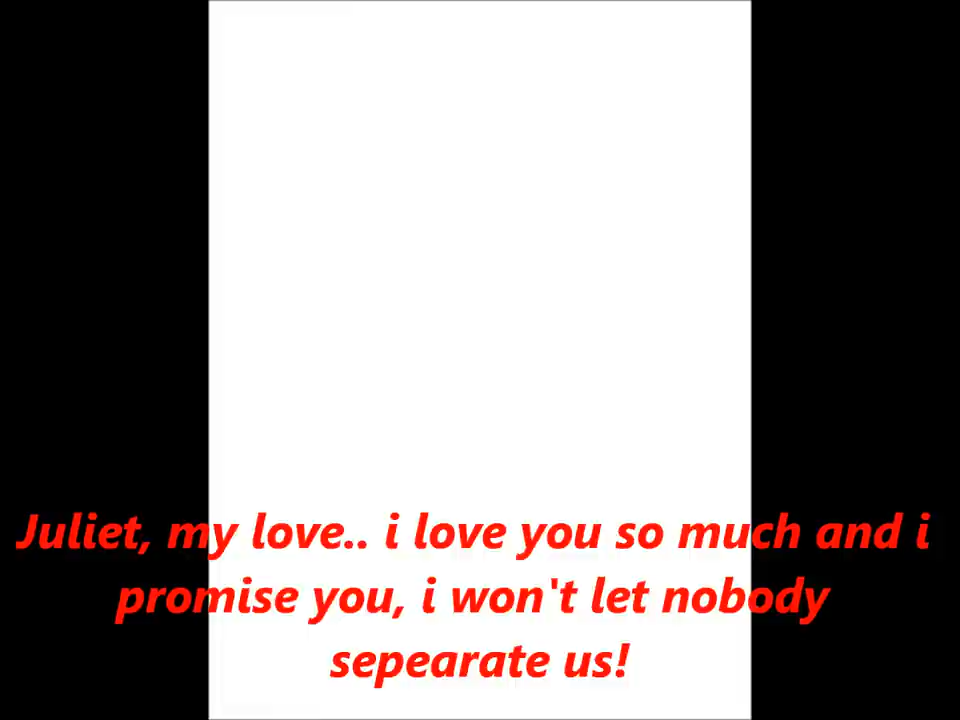 Juliet, my love.. i love you so much and i
promise you, i won't let nobody
sepearate us!